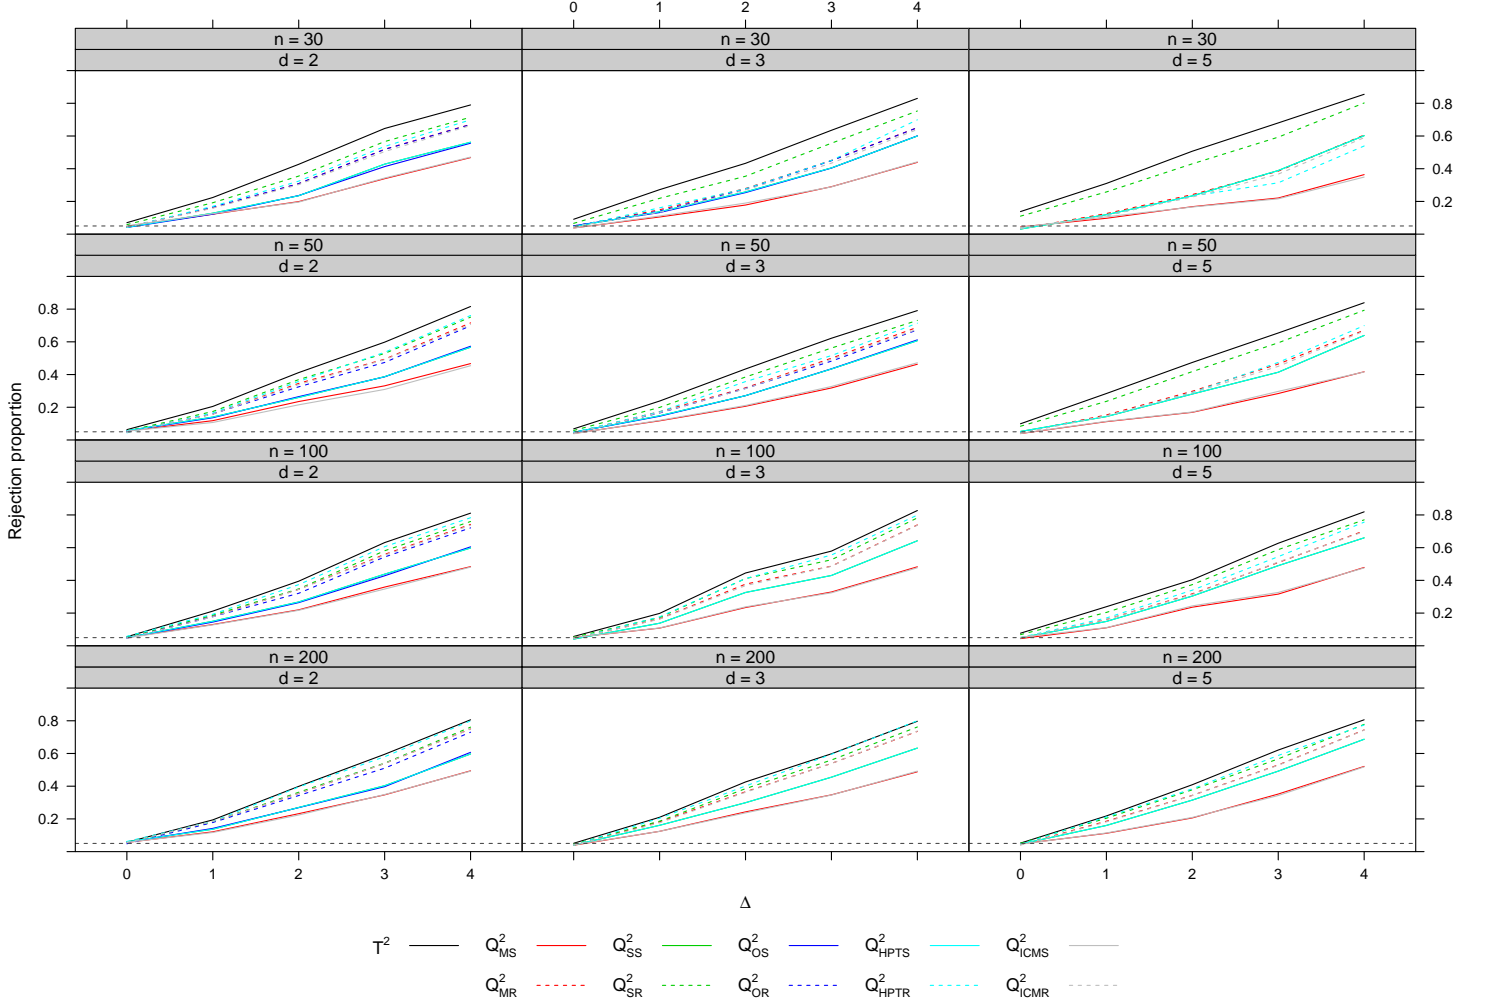 0 1 2 3 4
n = 30 n = 30 n = 30
d = 2 d = 3 d = 5
0.8
0.6
0.4
0.2
n = 50 n = 50 n = 50
d = 2 d = 3 d = 5
0.8
0.6
0.4
0.2
n = 100 n = 100 n = 100
d = 2 d = 3 d = 5
0.8
0.6
0.4
0.2
n = 200 n = 200 n = 200
d = 2 d = 3 d = 5
0.8
0.6
0.4
0.2
0 1 2 3 4 0 1 2 3 4
Rejection proportion
Δ
T² Q²MS Q²SS Q²OS Q²HPTS Q²ICMS
Q²MR Q²SR Q²OR Q²HPTR Q²ICMR